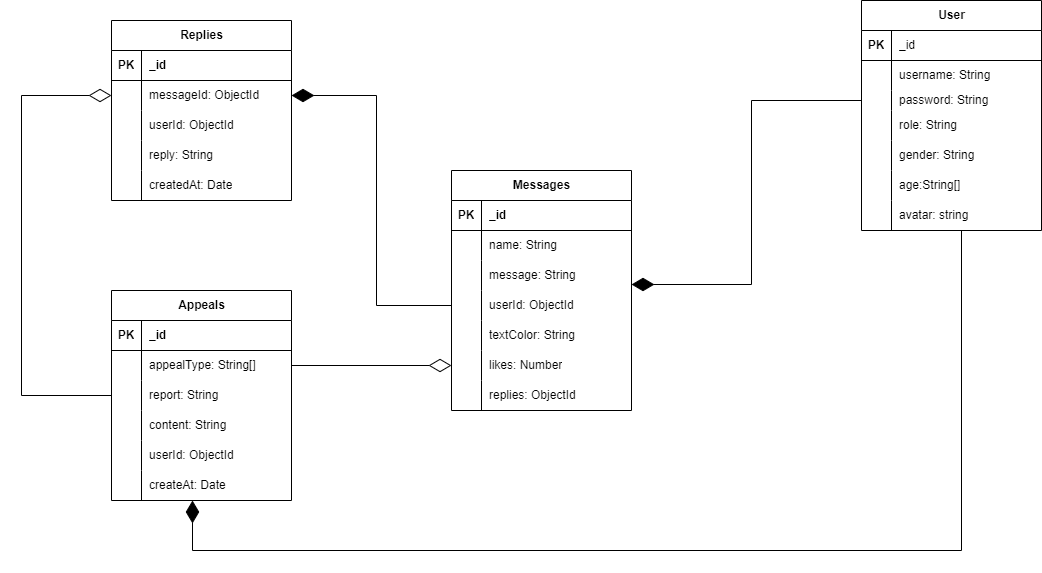 Replies
PK _id
messageId: ObjectId
userId: ObjectId
reply: String
createdAt: Date
User
PK _id
username: String
password: String
role: String
gender: String
age:String[]
avatar: string
Messages
PK _id
name: String
message: String
userId: ObjectId
textColor: String
likes: Number
replies: ObjectId
Appeals
PK _id
appealType: String[]
report: String
content: String
userId: ObjectId
createAt: Date